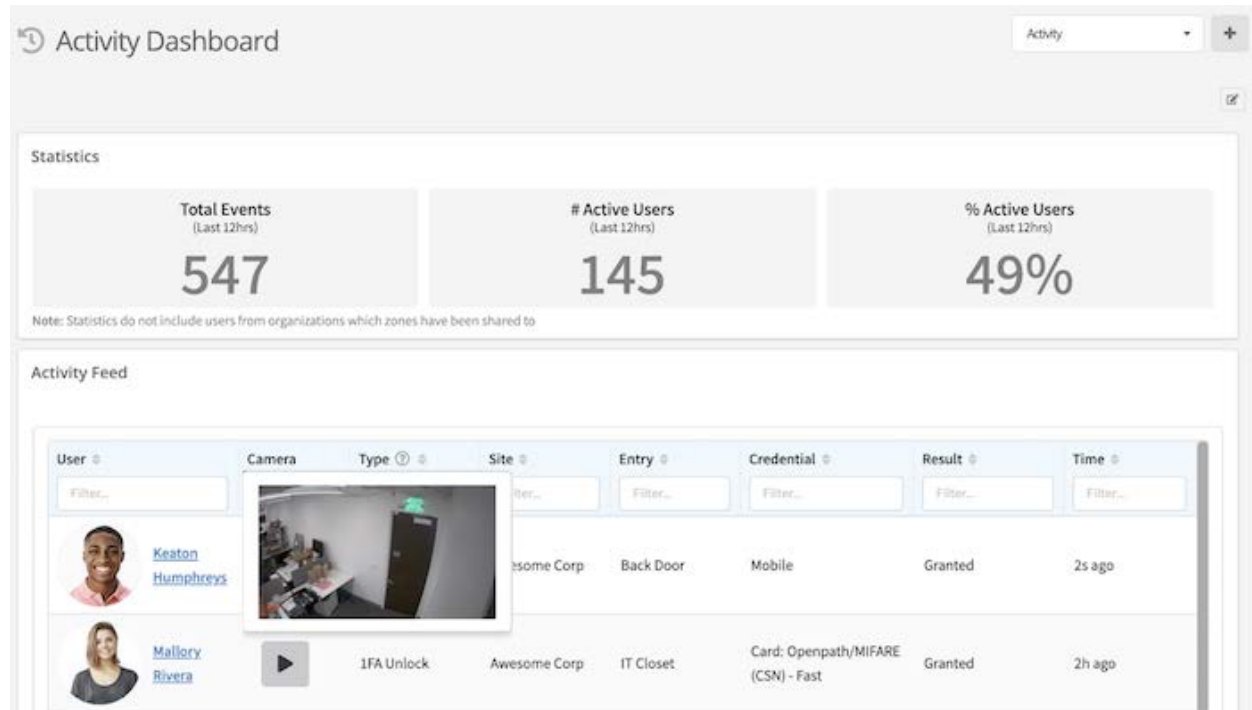 Activity Dashboard
Activity
+
Statistics
Total Events
(Last 12hrs)
547
# Active Users
(Last 12hrs)
145
% Active Users
(Last 12hrs)
49%
Note: Statistics do not include users from organizations which zones have been shared to
Activity Feed
User Camera Type ? Site Entry Credential Result Time
Filter... Filter... Filter... Filter... Filter...
Keaton
Humphreys
Back Door Mobile Granted 2s ago
Corp
Mallory
Rivera
1FA Unlock Awesome Corp IT Closet
Card: Openpath/MIFARE
(CSN) - Fast
Granted 2h ago